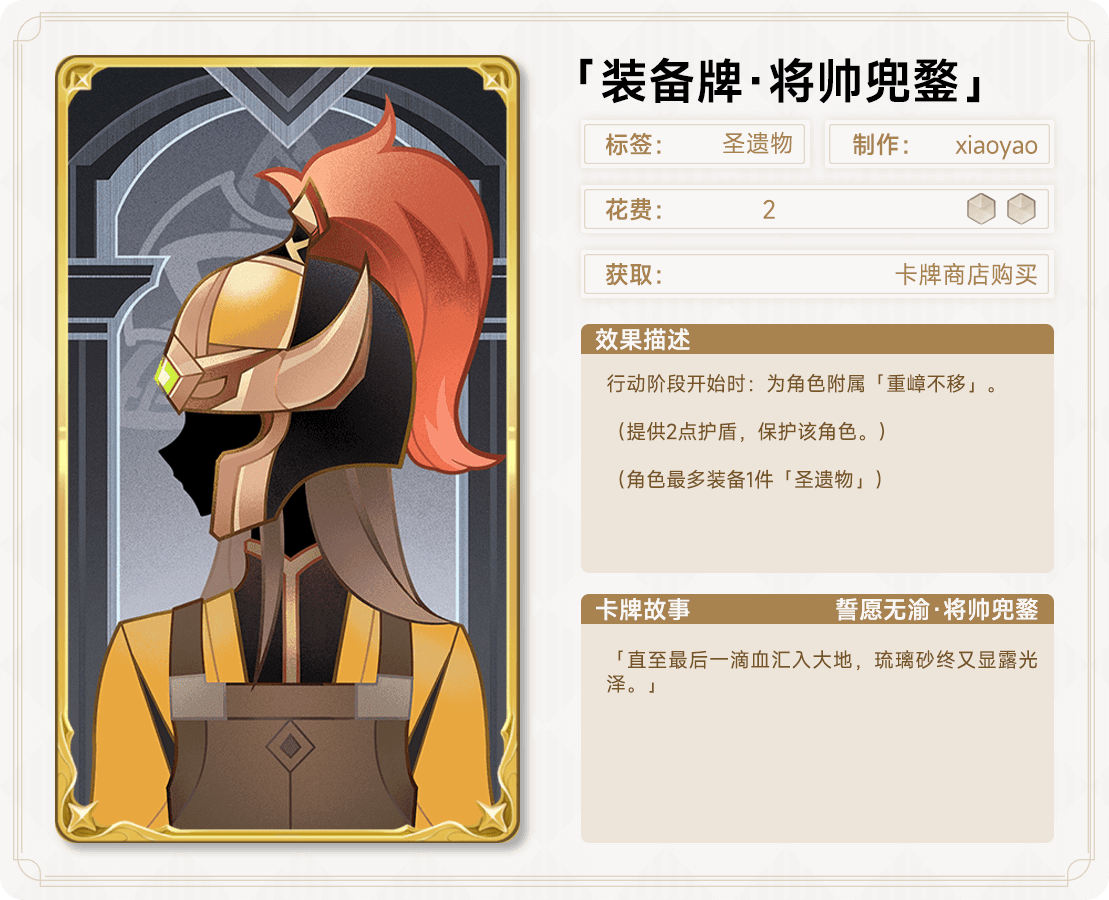 「装备牌·将帅兜鍪」
标签： 圣遗物 制作： xiaoyao
花费： 2
获取： 卡牌商店购买
效果描述
行动阶段开始时：为角色附属「重嶂不移」。
（提供2点护盾，保护该角色。）
（角色最多装备1件「圣遗物」）
卡牌故事 誓愿无渝·将帅兜鍪
「直至最后一滴血汇入大地，琉璃砂终又显露光
泽。」